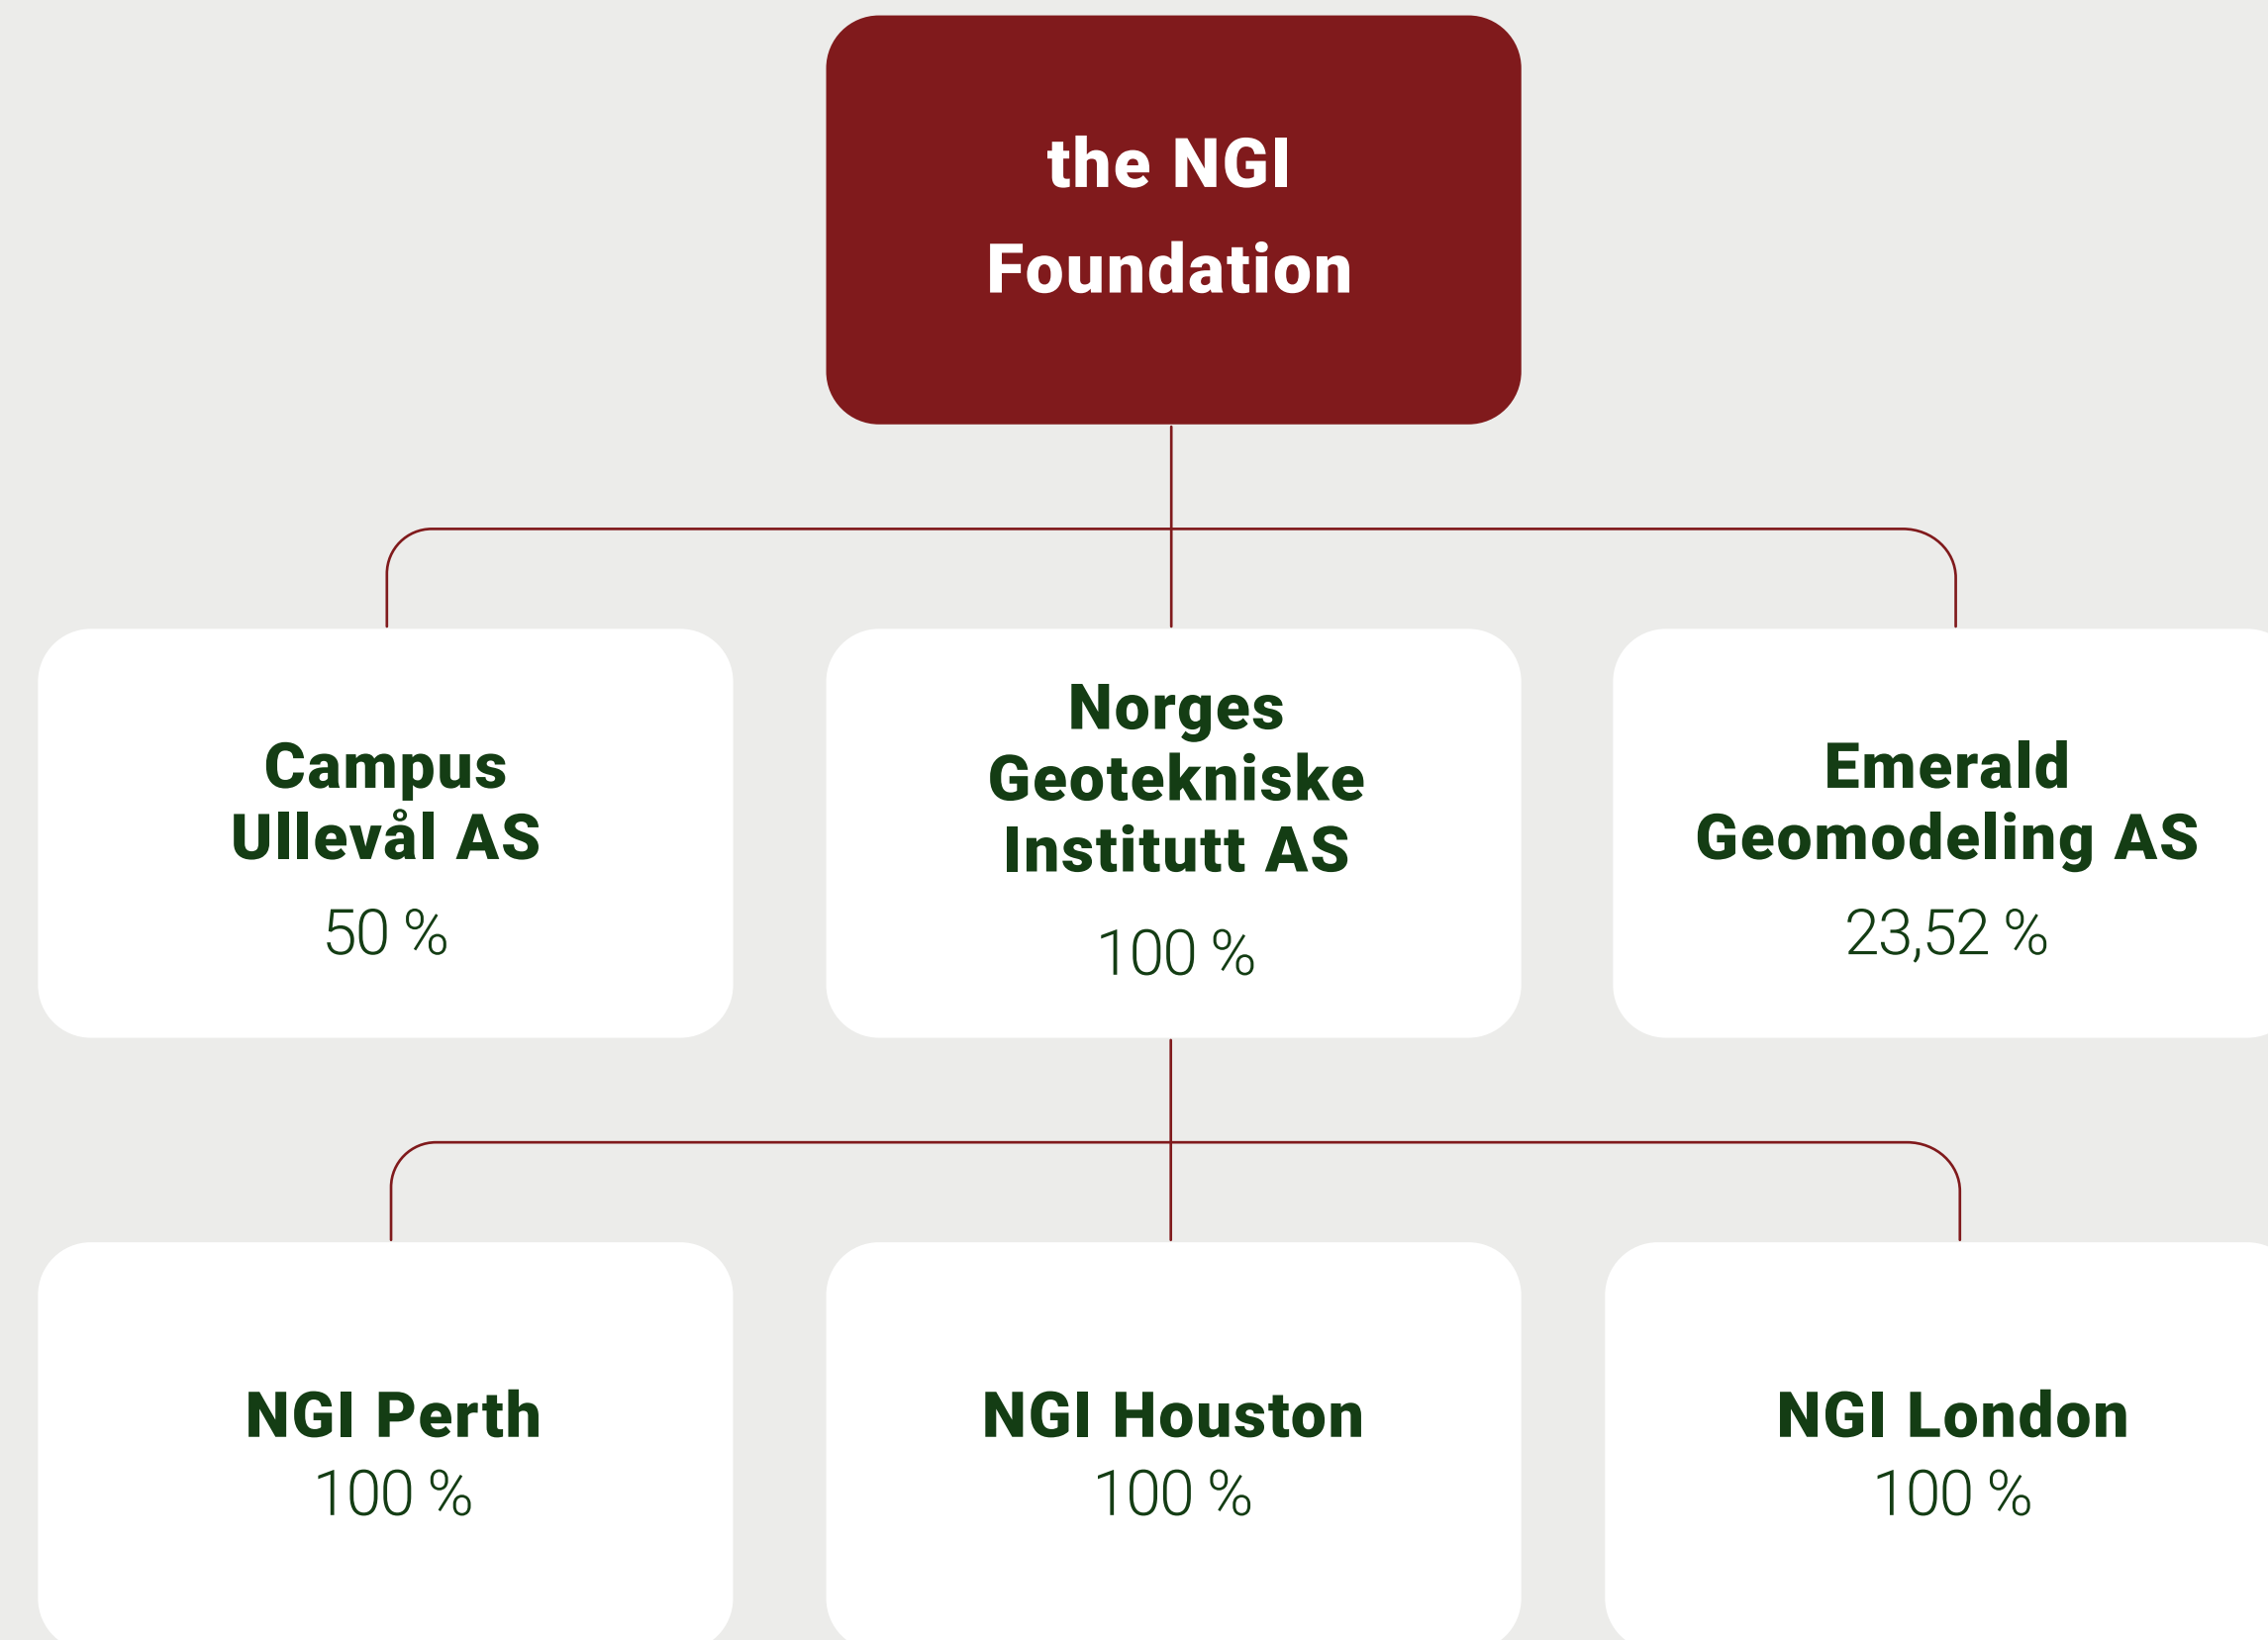 the NGI
Foundation
Campus
Ullevål AS
50 %
Norges
Geotekniske
Institutt AS
100 %
Emerald
Geomodeling AS
23,52 %
NGI Perth
100 %
NGI Houston
100 %
NGI London
100 %